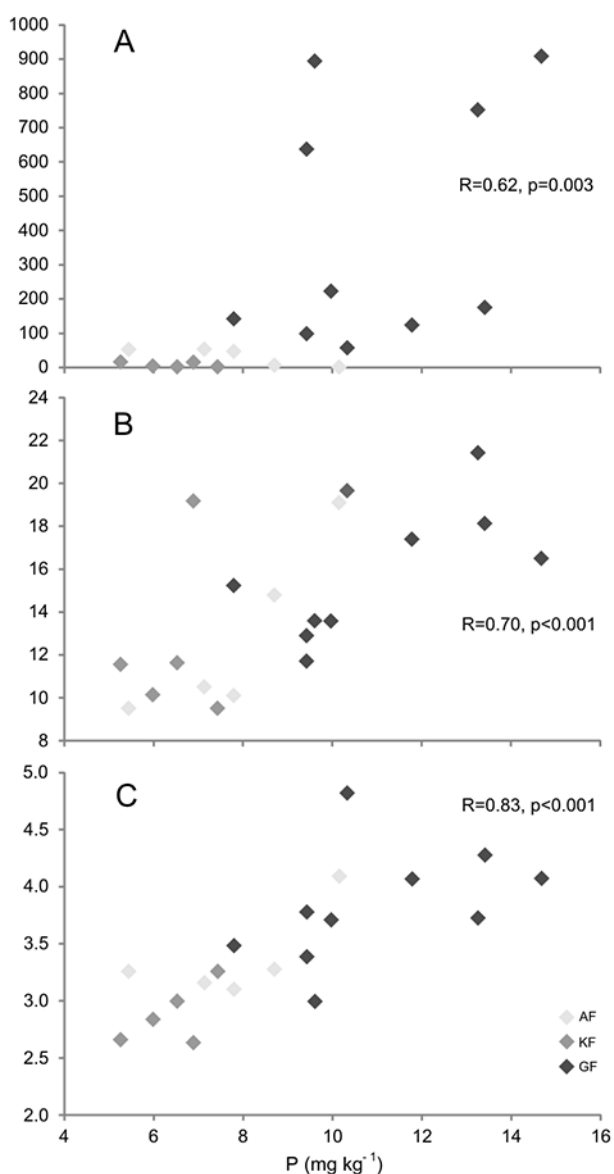 A
1000
900
800
700
600
500
400
300
200
100
0
R=0.62, p=0.003
B
24
22
20
18
16
14
12
10
8
R=0.70, p<0.001
C
5.0
4.5
4.0
3.5
3.0
2.5
2.0
R=0.83, p<0.001
AF
KF
GF
4 6 8 10 12 14 16
P (mg kg⁻¹)